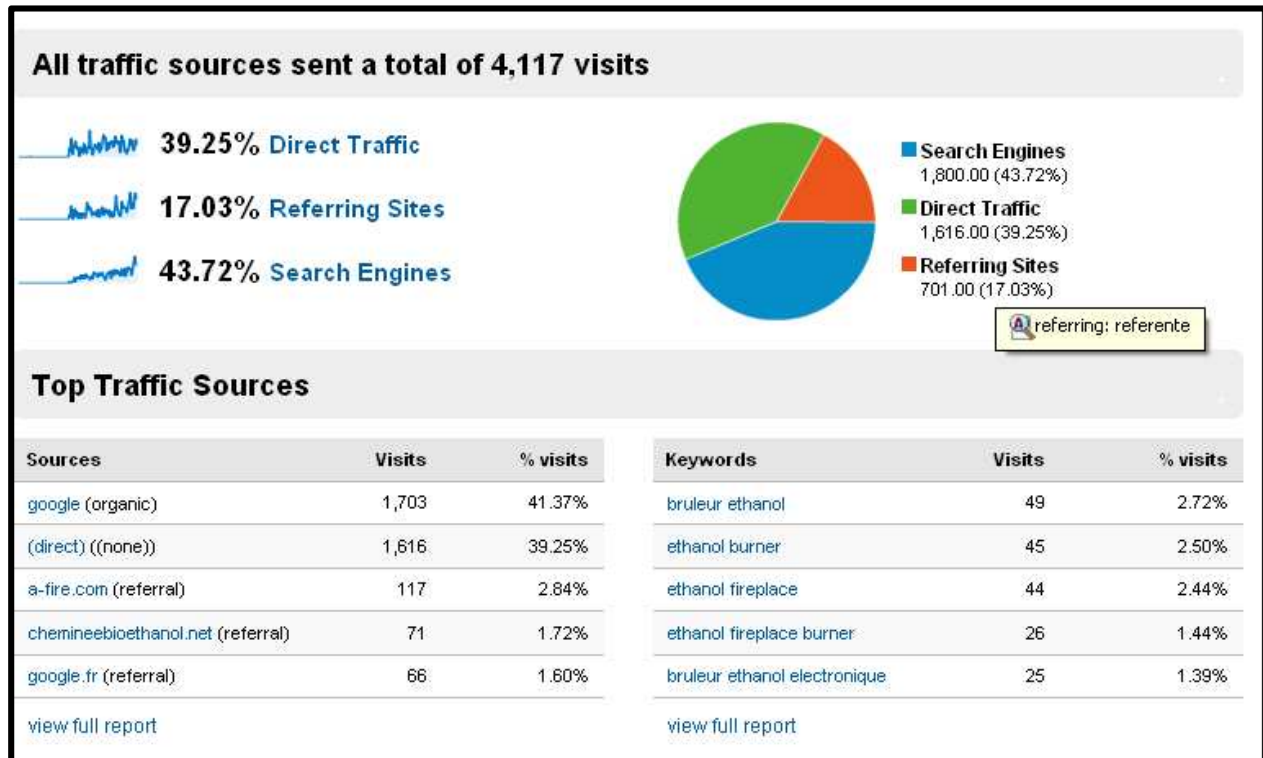 All traffic sources sent a total of 4,117 visits
39.25% Direct Traffic
17.03% Referring Sites
43.72% Search Engines
Search Engines
1,800.00 (43.72%)
Direct Traffic
1,616.00 (39.25%)
Referring Sites
701.00 (17.03%)
referring: referente
Top Traffic Sources
Sources Visits % visits
google (organic) 1,703 41.37%
(direct) ((none)) 1,616 39.25%
a-fire.com (referral) 117 2.84%
chemineebioethanol.net (referral) 71 1.72%
google.fr (referral) 66 1.60%
view full report
Keywords Visits % visits
bruleur ethanol 49 2.72%
ethanol burner 45 2.50%
ethanol fireplace 44 2.44%
ethanol fireplace burner 26 1.44%
bruleur ethanol electronique 25 1.39%
view full report